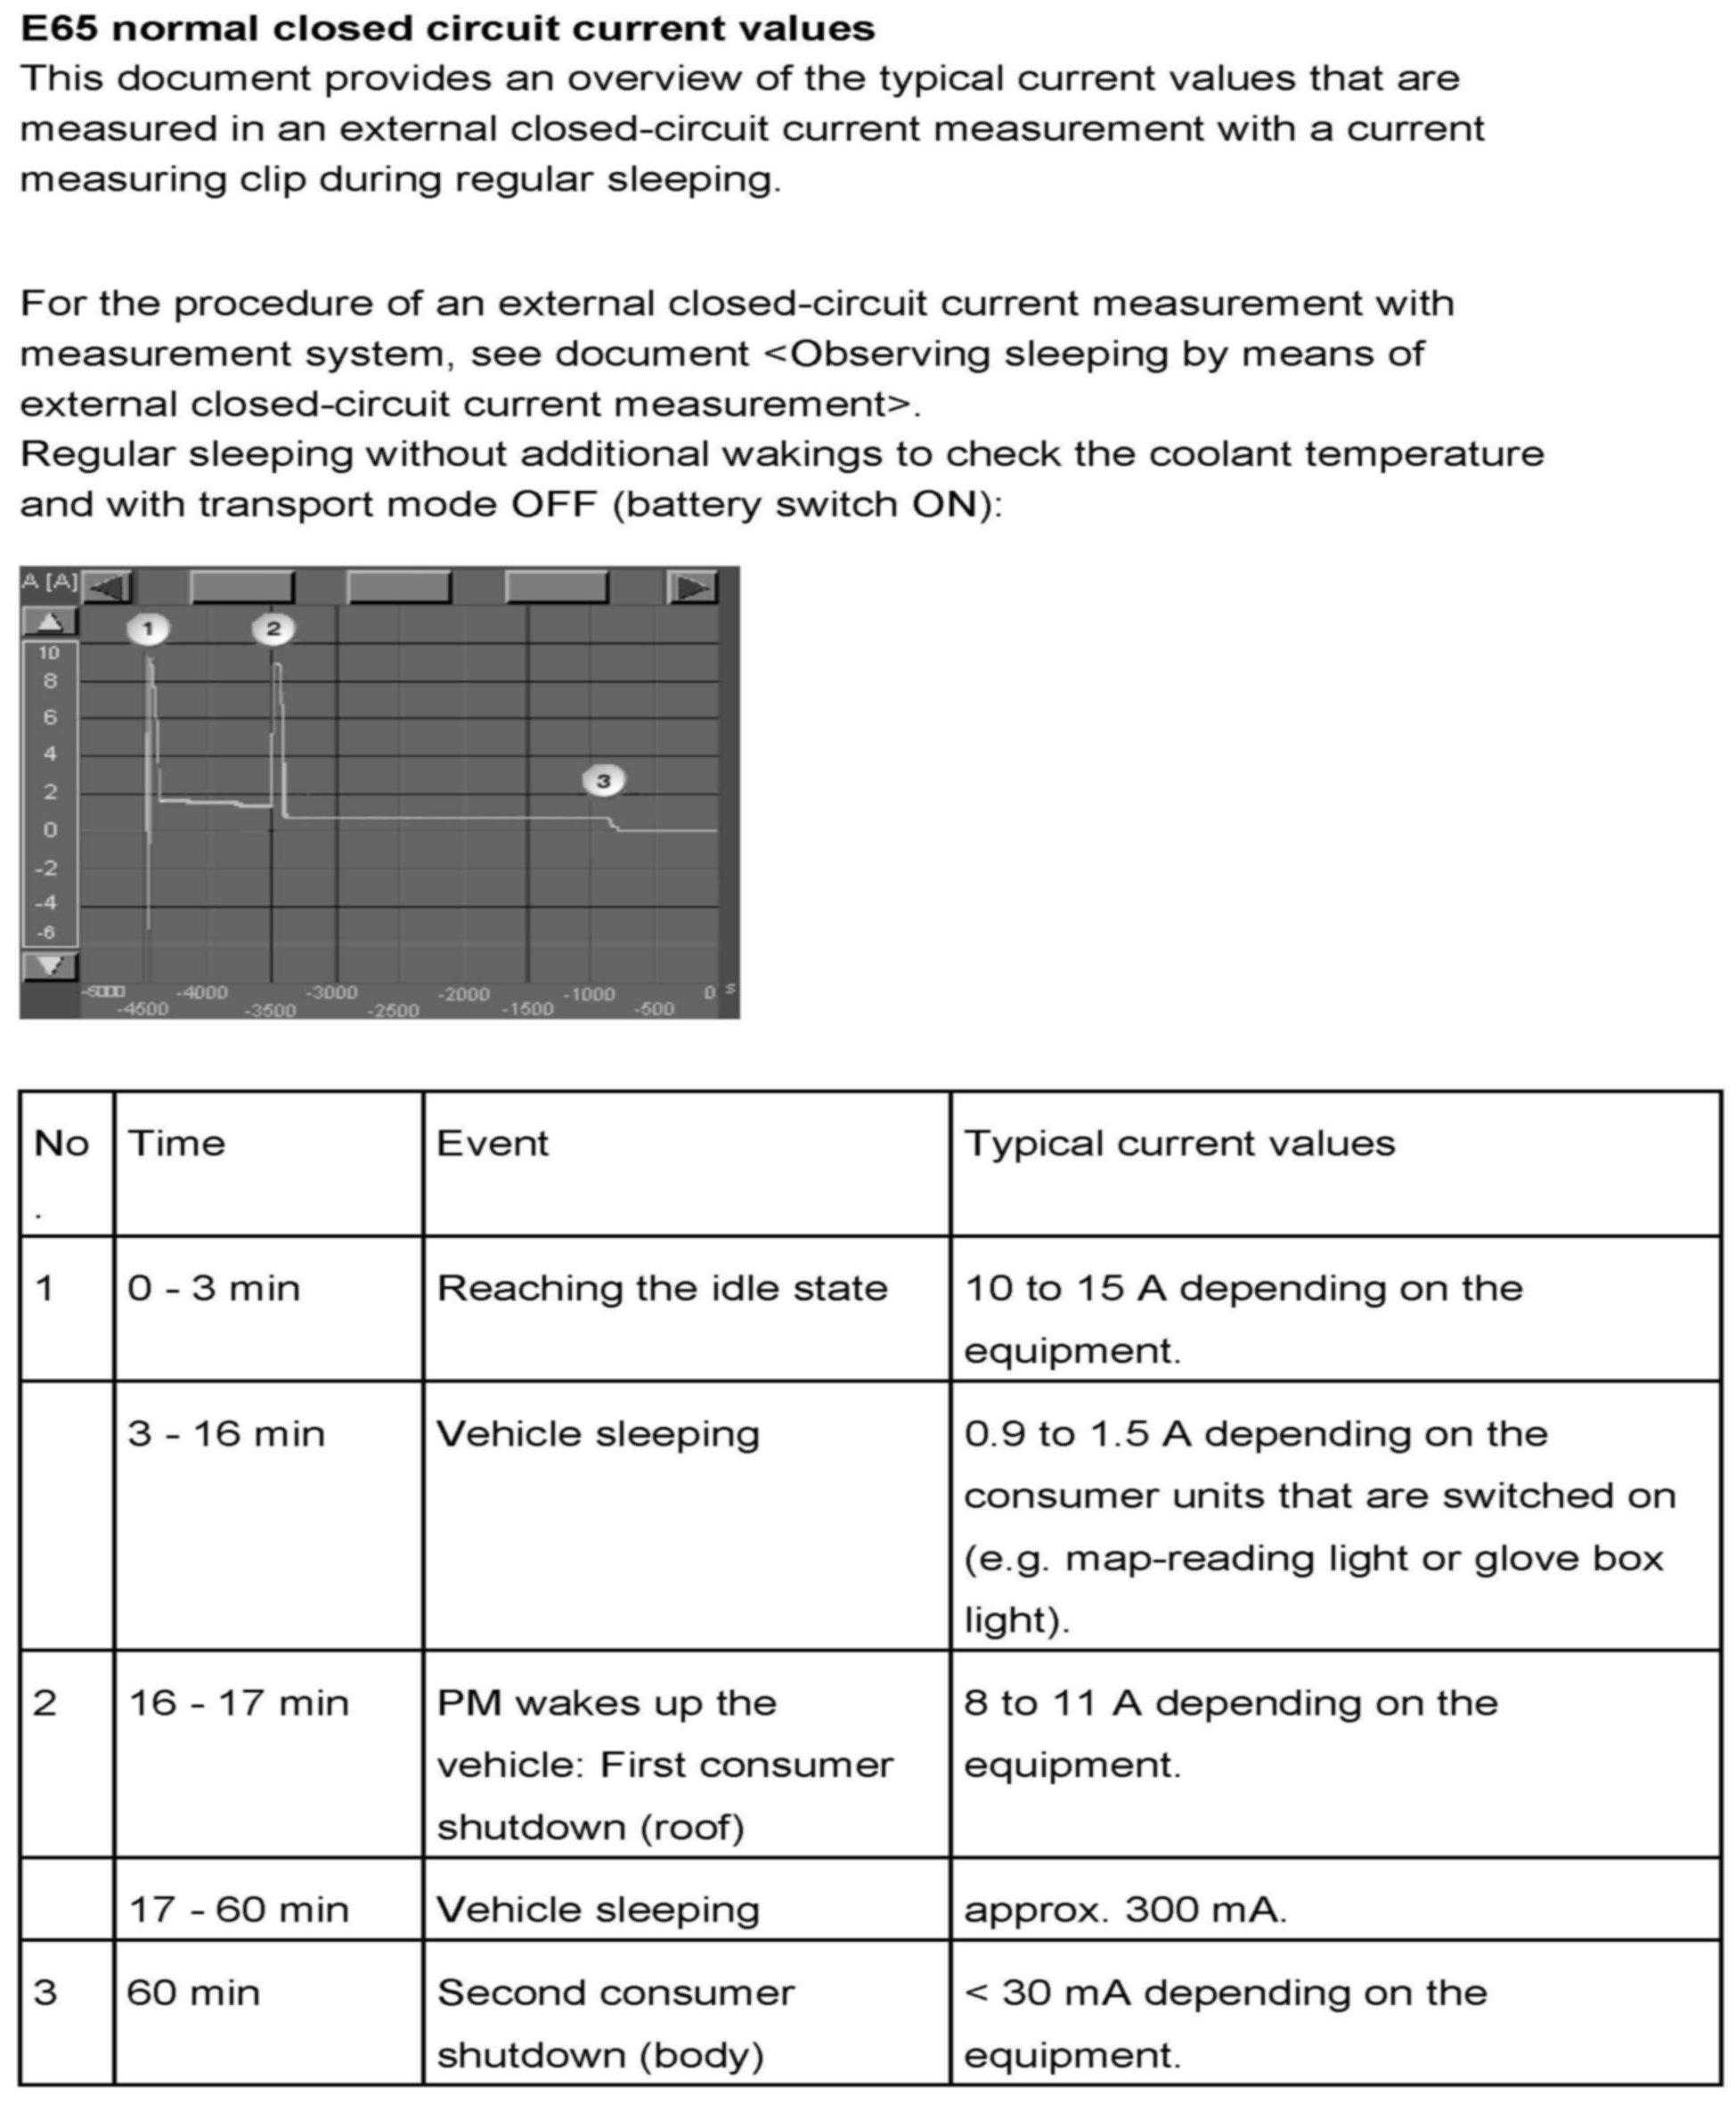 E65 normal closed circuit current values
This document provides an overview of the typical current values that are
measured in an external closed-circuit current measurement with a current
measuring clip during regular sleeping.
For the procedure of an external closed-circuit current measurement with
measurement system, see document <Observing sleeping by means of
external closed-circuit current measurement>.
Regular sleeping without additional wakings to check the coolant temperature
and with transport mode OFF (battery switch ON):
A [A]
1 2
10
8
6
4
3
2
0
-2
-4
-6
-5000 -4000 -3000 -2000 -1000 0 s
-4500 -3500 -2500 -1500 -500
No Time Event Typical current values
.
1 0 - 3 min Reaching the idle state 10 to 15 A depending on the
equipment.
3 - 16 min Vehicle sleeping 0.9 to 1.5 A depending on the
consumer units that are switched on
(e.g. map-reading light or glove box
light).
2 16 - 17 min PM wakes up the 8 to 11 A depending on the
vehicle: First consumer equipment.
shutdown (roof)
17 - 60 min Vehicle sleeping approx. 300 mA.
3 60 min Second consumer < 30 mA depending on the
shutdown (body) equipment.